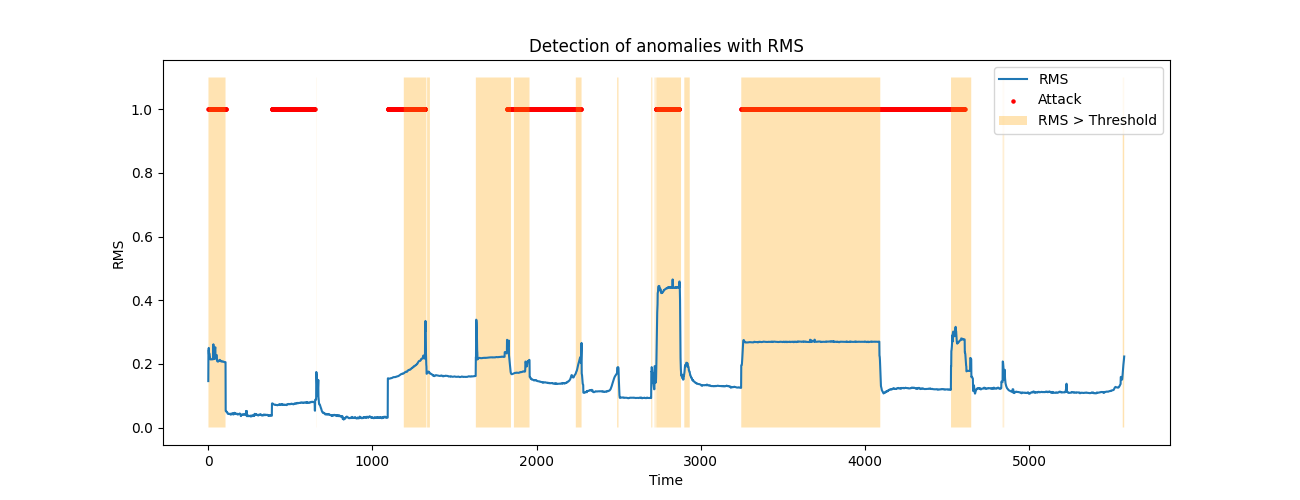 Detection of anomalies with RMS
RMS
Attack
RMS > Threshold
1.0
0.8
0.6
0.4
0.2
0.0
RMS
0
1000
2000
3000
4000
5000
Time